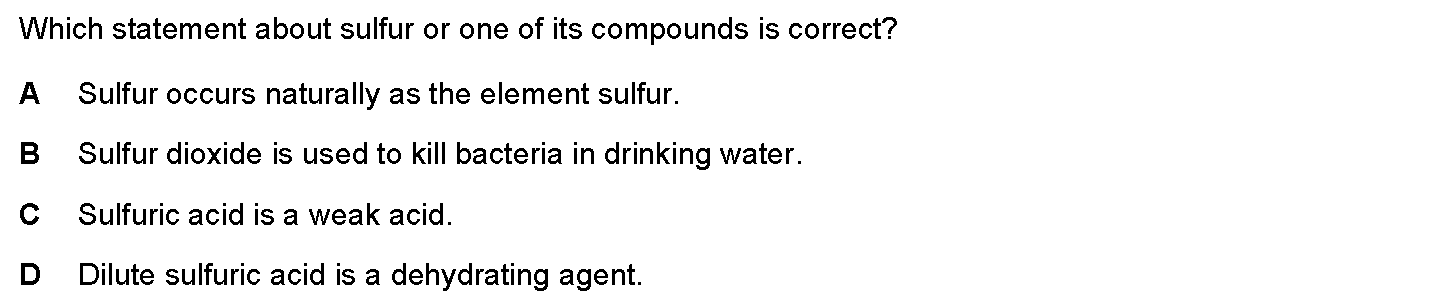 Which statement about sulfur or one of its compounds is correct?
A Sulfur occurs naturally as the element sulfur.
B Sulfur dioxide is used to kill bacteria in drinking water.
C Sulfuric acid is a weak acid.
D Dilute sulfuric acid is a dehydrating agent.